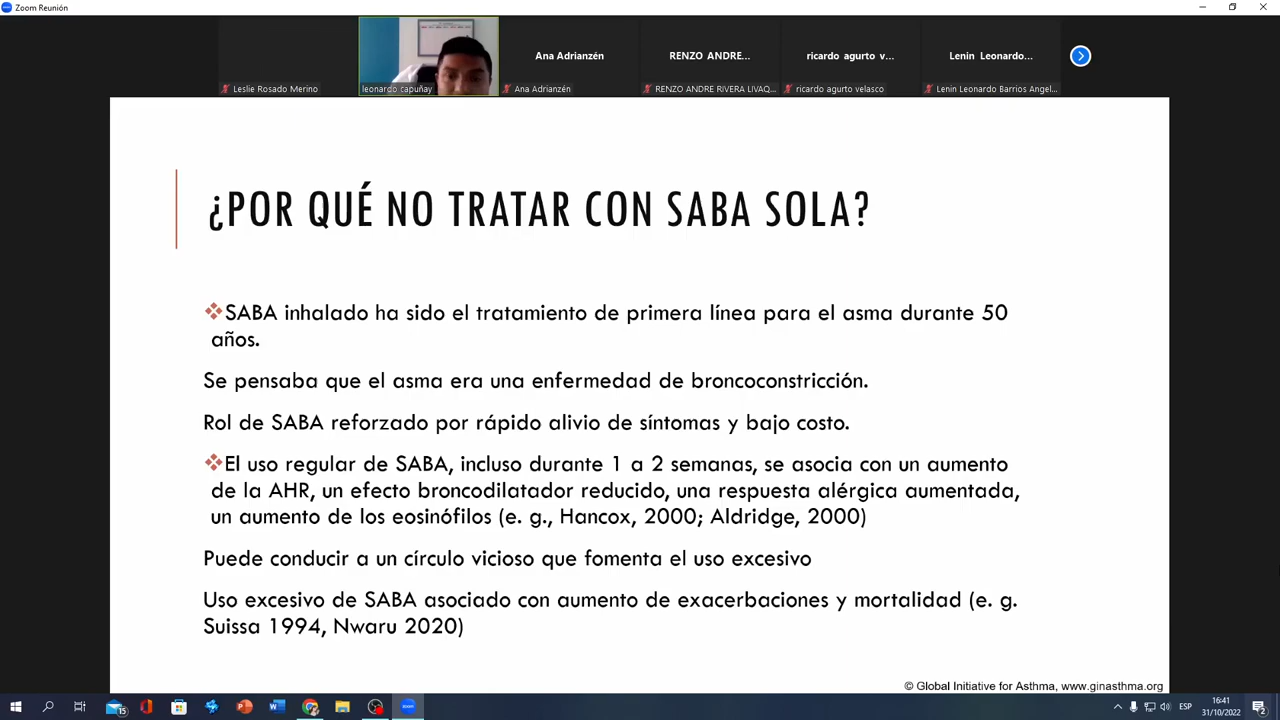 Zoom Reunión
Ana Adrianzén
RENZO ANDRE...
ricardo agurto v...
Lenin Leonardo...
Leslie Rosado Merino
leonardo capuñay
Ana Adrianzén
RENZO ANDRE RIVERA LIVAQ...
ricardo agurto velasco
Lenin Leonardo Barrios Angel...
¿POR QUÉ NO TRATAR CON SABA SOLA?
SABA inhalado ha sido el tratamiento de primera línea para el asma durante 50
años.
Se pensaba que el asma era una enfermedad de broncoconstricción.
Rol de SABA reforzado por rápido alivio de síntomas y bajo costo.
El uso regular de SABA, incluso durante 1 a 2 semanas, se asocia con un aumento
de la AHR, un efecto broncodilatador reducido, una respuesta alérgica aumentada,
un aumento de los eosinófilos (e. g., Hancox, 2000; Aldridge, 2000)
Puede conducir a un círculo vicioso que fomenta el uso excesivo
Uso excesivo de SABA asociado con aumento de exacerbaciones y mortalidad (e. g.
Suissa 1994, Nwaru 2020)
© Global Initiative for Asthma, www.ginasthma.org
15
zoom
ESP
16:41
31/10/2022
2